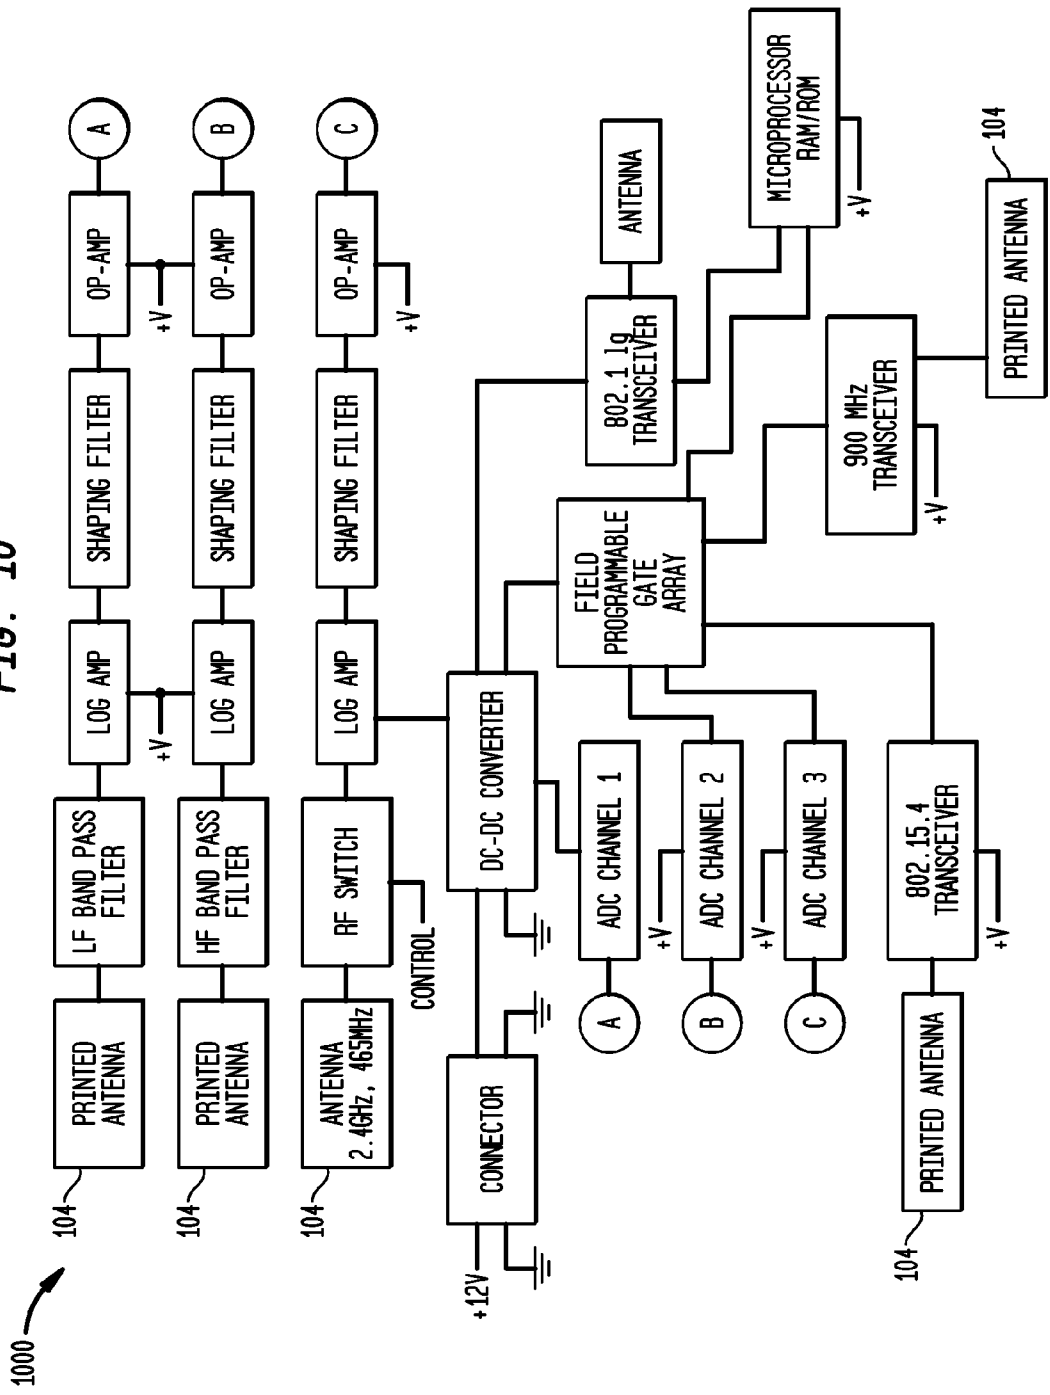 FIG. 10
1000
104
PRINTED
ANTENNA
LF BAND PASS
FILTER
LOG AMP
SHAPING FILTER
OP-AMP
A
+V
+V
104
PRINTED
ANTENNA
HF BAND PASS
FILTER
LOG AMP
SHAPING FILTER
OP-AMP
B
104
ANTENNA
2.4GHz, 465MHz
RF SWITCH
LOG AMP
SHAPING FILTER
OP-AMP
C
CONTROL
+V
+12V
CONNECTOR
DC-DC CONVERTER
A
ADC CHANNEL 1
802.1 1g
TRANSCEIVER
ANTENNA
+V
B
ADC CHANNEL 2
FIELD
PROGRAMMABLE
GATE
ARRAY
MICROPROCESSOR
RAM/ROM
+V
+V
C
ADC CHANNEL 3
900 MHz
TRANSCEIVER
+V
104
PRINTED ANTENNA
802.15.4
TRANSCEIVER
+V
PRINTED ANTENNA
104